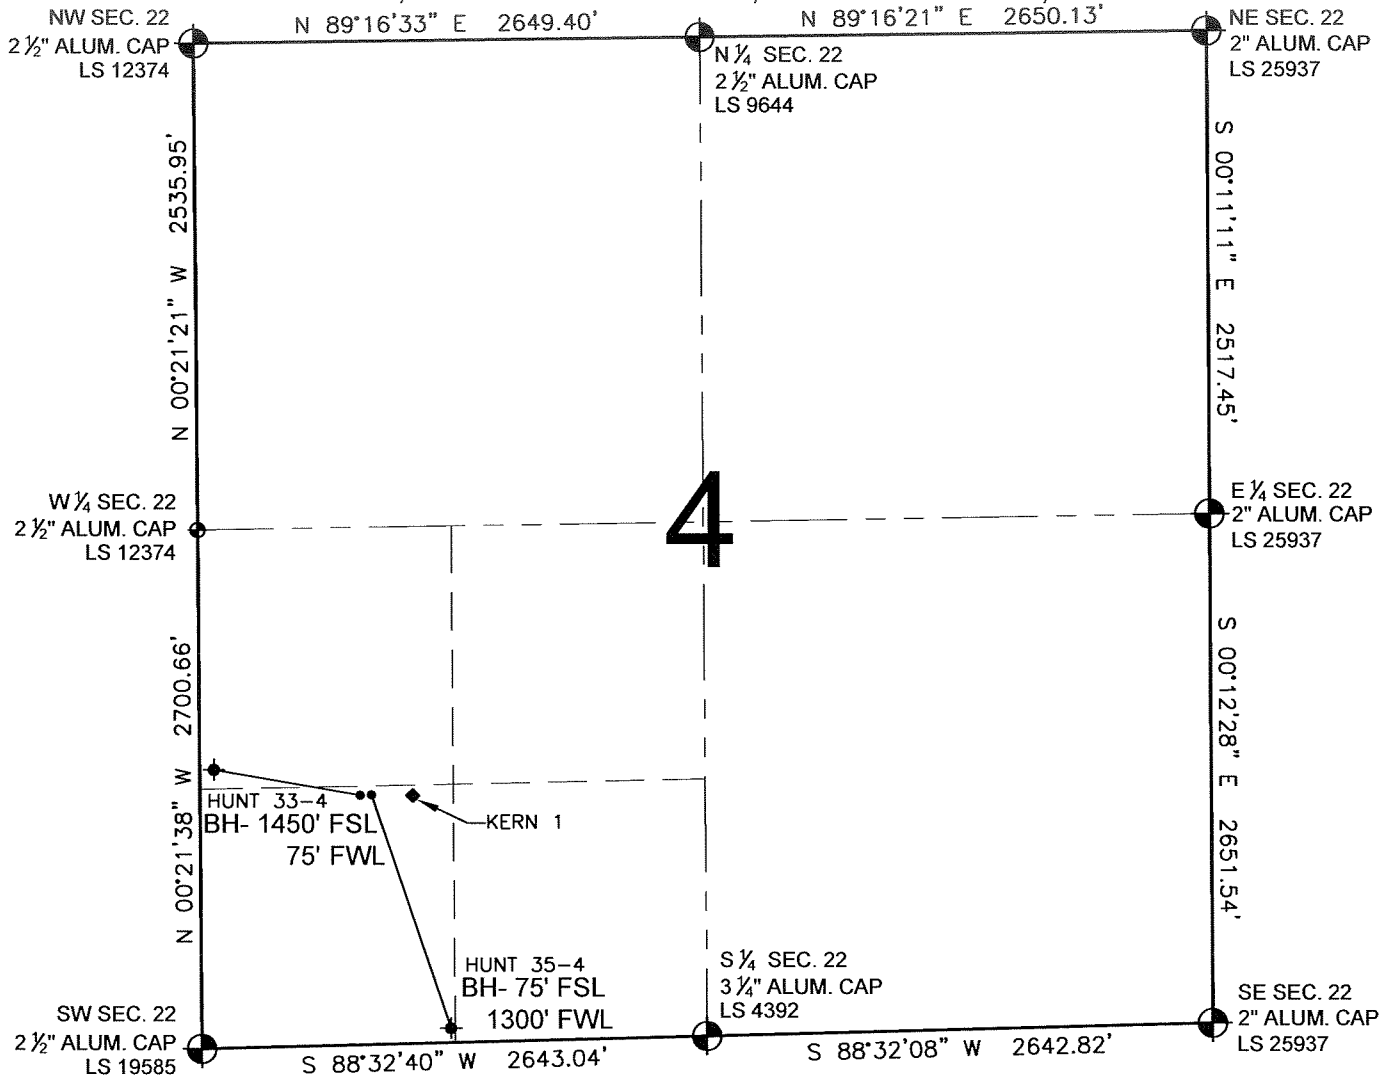 NW SEC. 22
2 ½" ALUM. CAP
LS 12374
N 89°16'33" E 2649.40'
N ¼ SEC. 22
2 ½" ALUM. CAP
LS 9644
N 89°16'21" E 2650.13'
NE SEC. 22
2" ALUM. CAP
LS 25937
N 00°21'21" W 2535.95'
S 00°11'11" E 2517.45'
W ¼ SEC. 22
2 ½" ALUM. CAP
LS 12374
4
E ¼ SEC. 22
2" ALUM. CAP
LS 25937
N 00°21'38" W 2700.66'
S 00°12'28" E 2651.54'
HUNT 33-4
BH- 1450' FSL
75' FWL
KERN 1
HUNT 35-4
BH- 75' FSL
1300' FWL
SW SEC. 22
2 ½" ALUM. CAP
LS 19585
S 88°32'40" W 2643.04'
S ¼ SEC. 22
3 ¼" ALUM. CAP
LS 4392
S 88°32'08" W 2642.82'
SE SEC. 22
2" ALUM. CAP
LS 25937